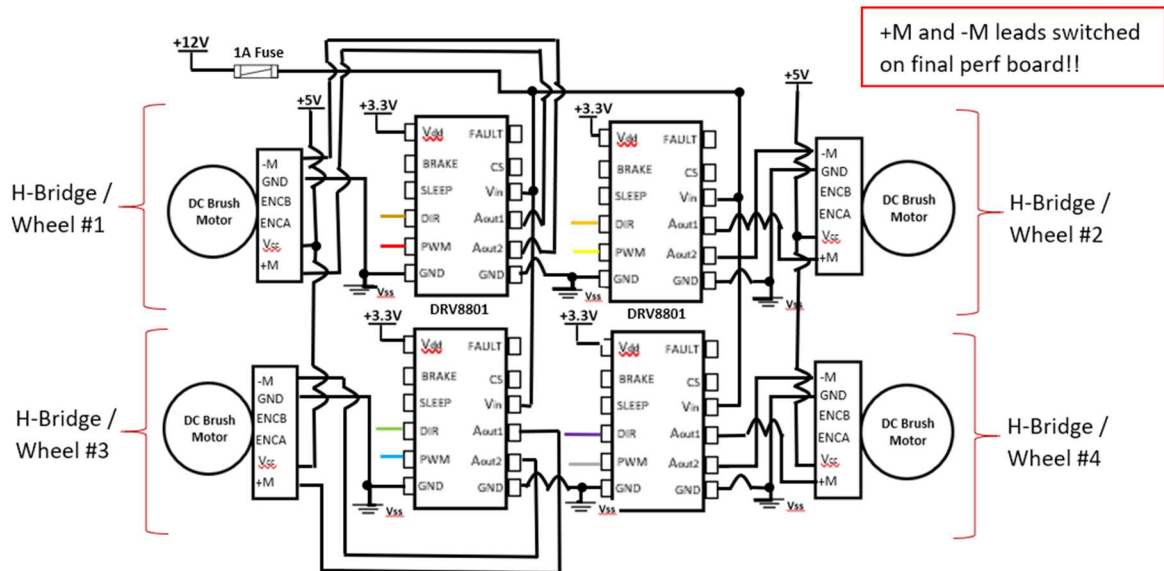 +M and -M leads switched
on final perf board!!
+12V
1A Fuse
+5V
+3.3V
+3.3V
+5V
H-Bridge /
Wheel #1
DC Brush
Motor
-M
GND
ENCB
ENCA
Vss
+M
Vdd
BRAKE
SLEEP
DIR
PWM
GND
FAULT
CS
Vin
Aout1
Aout2
GND
Vss
DRV8801
Vdd
BRAKE
SLEEP
DIR
PWM
GND
FAULT
CS
Vin
Aout1
Aout2
GND
Vss
DRV8801
-M
GND
ENCB
ENCA
Vss
+M
DC Brush
Motor
Vss
H-Bridge /
Wheel #2
H-Bridge /
Wheel #3
DC Brush
Motor
-M
GND
ENCB
ENCA
Vss
+M
+3.3V
Vdd
BRAKE
SLEEP
DIR
PWM
GND
FAULT
CS
Vin
Aout1
Aout2
GND
Vss
+3.3V
Vdd
BRAKE
SLEEP
DIR
PWM
GND
FAULT
CS
Vin
Aout1
Aout2
GND
Vss
-M
GND
ENCB
ENCA
Vss
+M
DC Brush
Motor
Vss
H-Bridge /
Wheel #4